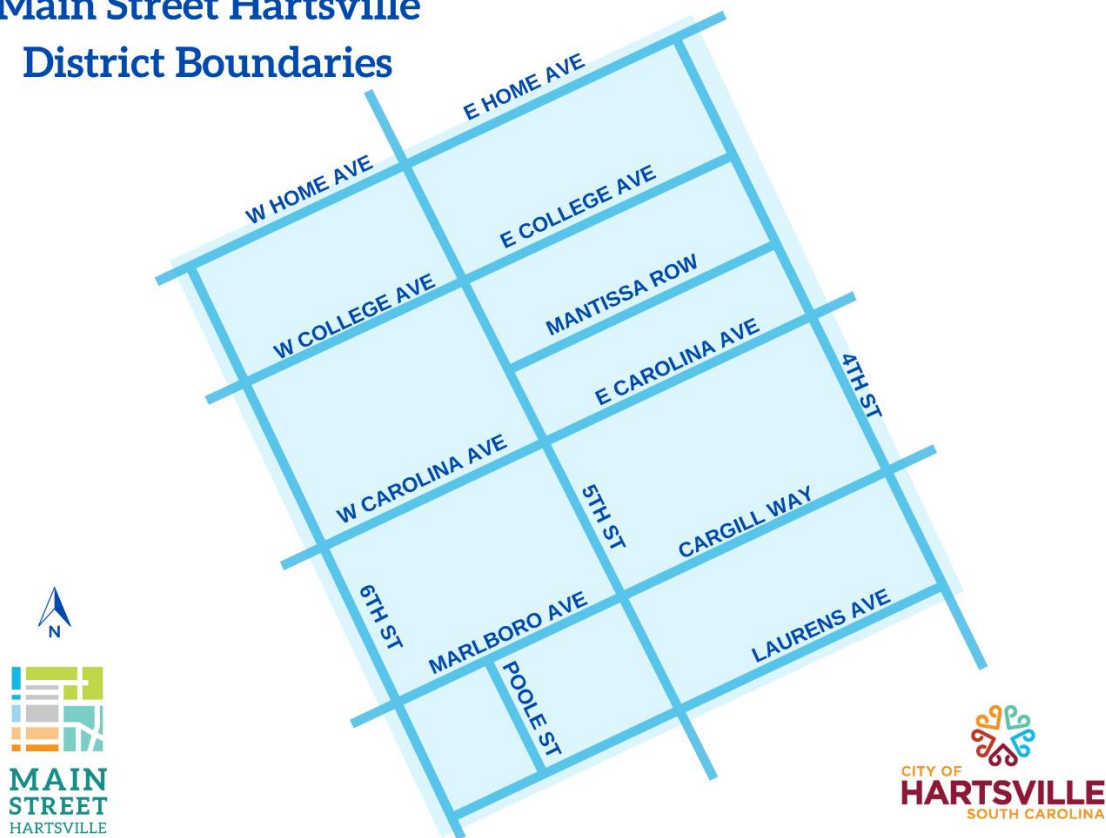 Main Street Hartsville
District Boundaries
E HOME AVE
W HOME AVE
E COLLEGE AVE
W COLLEGE AVE
MANTISSA ROW
E CAROLINA AVE
4TH ST
W CAROLINA AVE
5TH ST
CARGILL WAY
6TH ST
MARLBORO AVE
LAURENS AVE
POOLE ST
N
MAIN
STREET
HARTSVILLE
CITY OF
HARTSVILLE
SOUTH CAROLINA